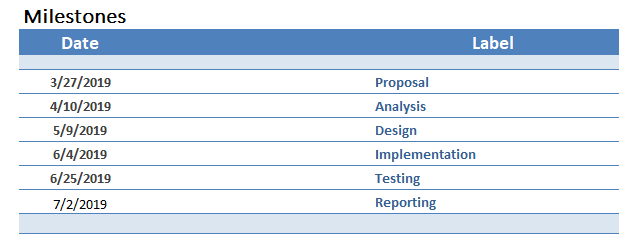 Milestones
Date Label
3/27/2019 Proposal
4/10/2019 Analysis
5/9/2019 Design
6/4/2019 Implementation
6/25/2019 Testing
7/2/2019 Reporting